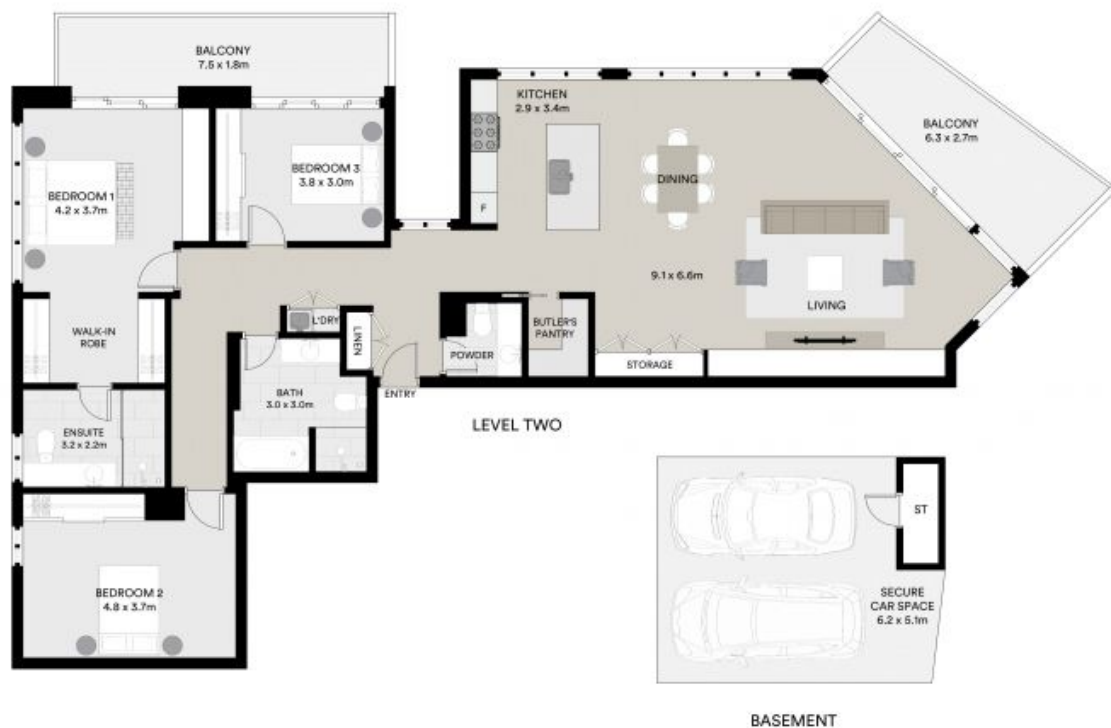 BALCONY
7.5 x 1.8m
KITCHEN
2.9 x 3.4m
BALCONY
6.3 x 2.7m
BEDROOM 3
3.8 x 3.0m
DINING
BEDROOM 1
4.2 x 3.7m
F
9.1 x 6.6m
LIVING
WALK-IN
ROBE
L'DRY
LINEN
POWDER
BUTLER'S
PANTRY
STORAGE
BATH
3.0 x 3.0m
ENTRY
ENSUITE
3.2 x 2.2m
LEVEL TWO
BEDROOM 2
4.8 x 3.7m
ST
SECURE
CAR SPACE
6.2 x 5.1m
BASEMENT